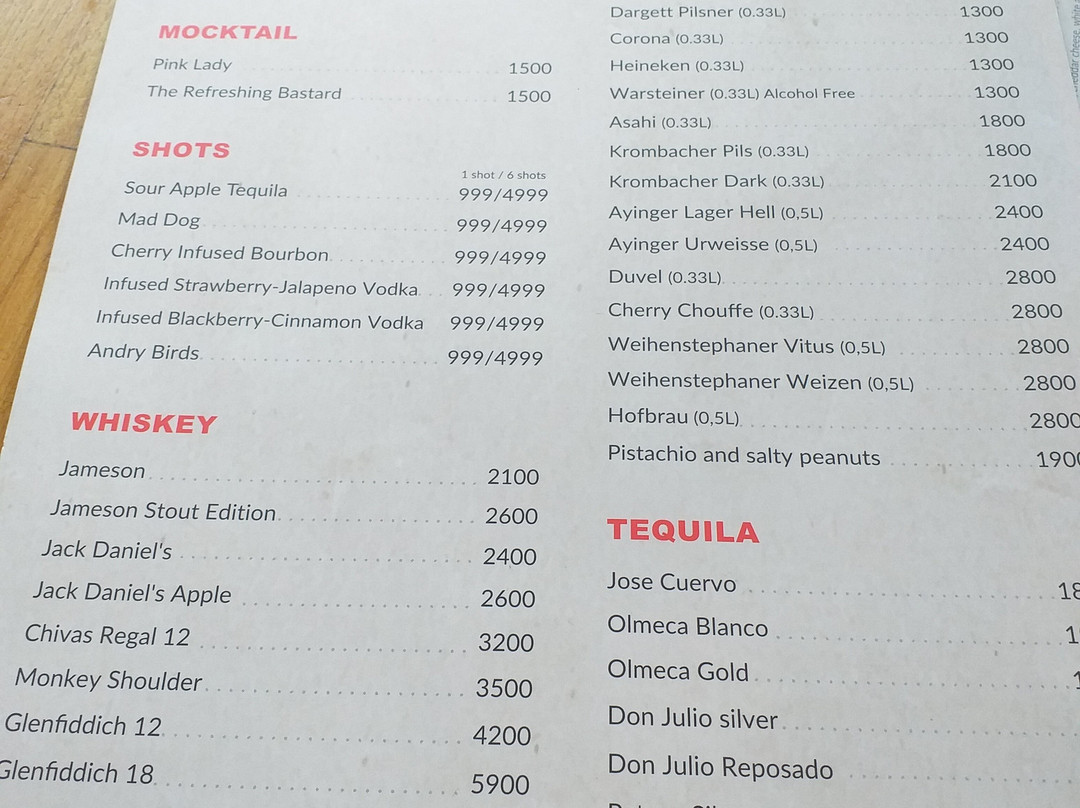 MOCKTAIL
Pink Lady 1500
The Refreshing Bastard 1500
SHOTS
1 shot / 6 shots
Sour Apple Tequila 999/4999
Mad Dog 999/4999
Cherry Infused Bourbon 999/4999
Infused Strawberry-Jalapeno Vodka 999/4999
Infused Blackberry-Cinnamon Vodka 999/4999
Andry Birds 999/4999
WHISKEY
Jameson 2100
Jameson Stout Edition 2600
Jack Daniel's 2400
Jack Daniel's Apple 2600
Chivas Regal 12 3200
Monkey Shoulder 3500
Glenfiddich 12 4200
Glenfiddich 18 5900
Dargett Pilsner (0.33L) 1300
Corona (0.33L) 1300
Heineken (0.33L) 1300
Warsteiner (0.33L) Alcohol Free 1300
Asahi (0.33L) 1800
Krombacher Pils (0.33L) 1800
Krombacher Dark (0.33L) 2100
Ayinger Lager Hell (0,5L) 2400
Ayinger Urweisse (0,5L) 2400
Duvel (0.33L) 2800
Cherry Chouffe (0.33L) 2800
Weihenstephaner Vitus (0,5L) 2800
Weihenstephaner Weizen (0,5L) 2800
Hofbrau (0,5L) 2800
Pistachio and salty peanuts 1900
TEQUILA
Jose Cuervo 18
Olmeca Blanco 1
Olmeca Gold 1
Don Julio silver
Don Julio Reposado
cheese, white